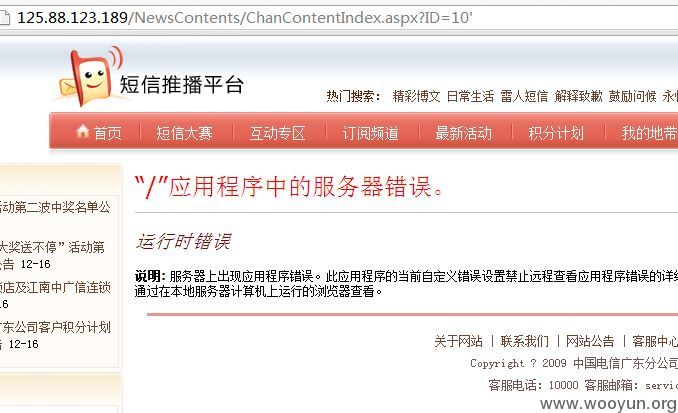 125.88.123.189/NewsContents/ChanContentIndex.aspx?ID=10'
短信推播平台
热门搜索: 精彩博文 日常生活 雷人短信 解释致歉 鼓励问候
首页 短信大赛 互动专区 订阅频道 最新活动 积分计划 我的地带
“/”应用程序中的服务器错误。
活动第二波中奖名单公
大奖送不停”活动第
公告 12-16
锁店及江南中广信连锁
广东公司客户积分计划
告 12-16
运行时错误
说明: 服务器上出现应用程序错误。此应用程序的当前自定义错误设置禁止远程查看应用程序错误的详细
通过在本地服务器计算机上运行的浏览器查看。
关于网站 | 联系我们 | 网站公告 | 客服中心
Copyright ? 2009 中国电信广东分公司
客服电话: 10000 客服邮箱: servic
www.wooyun.org